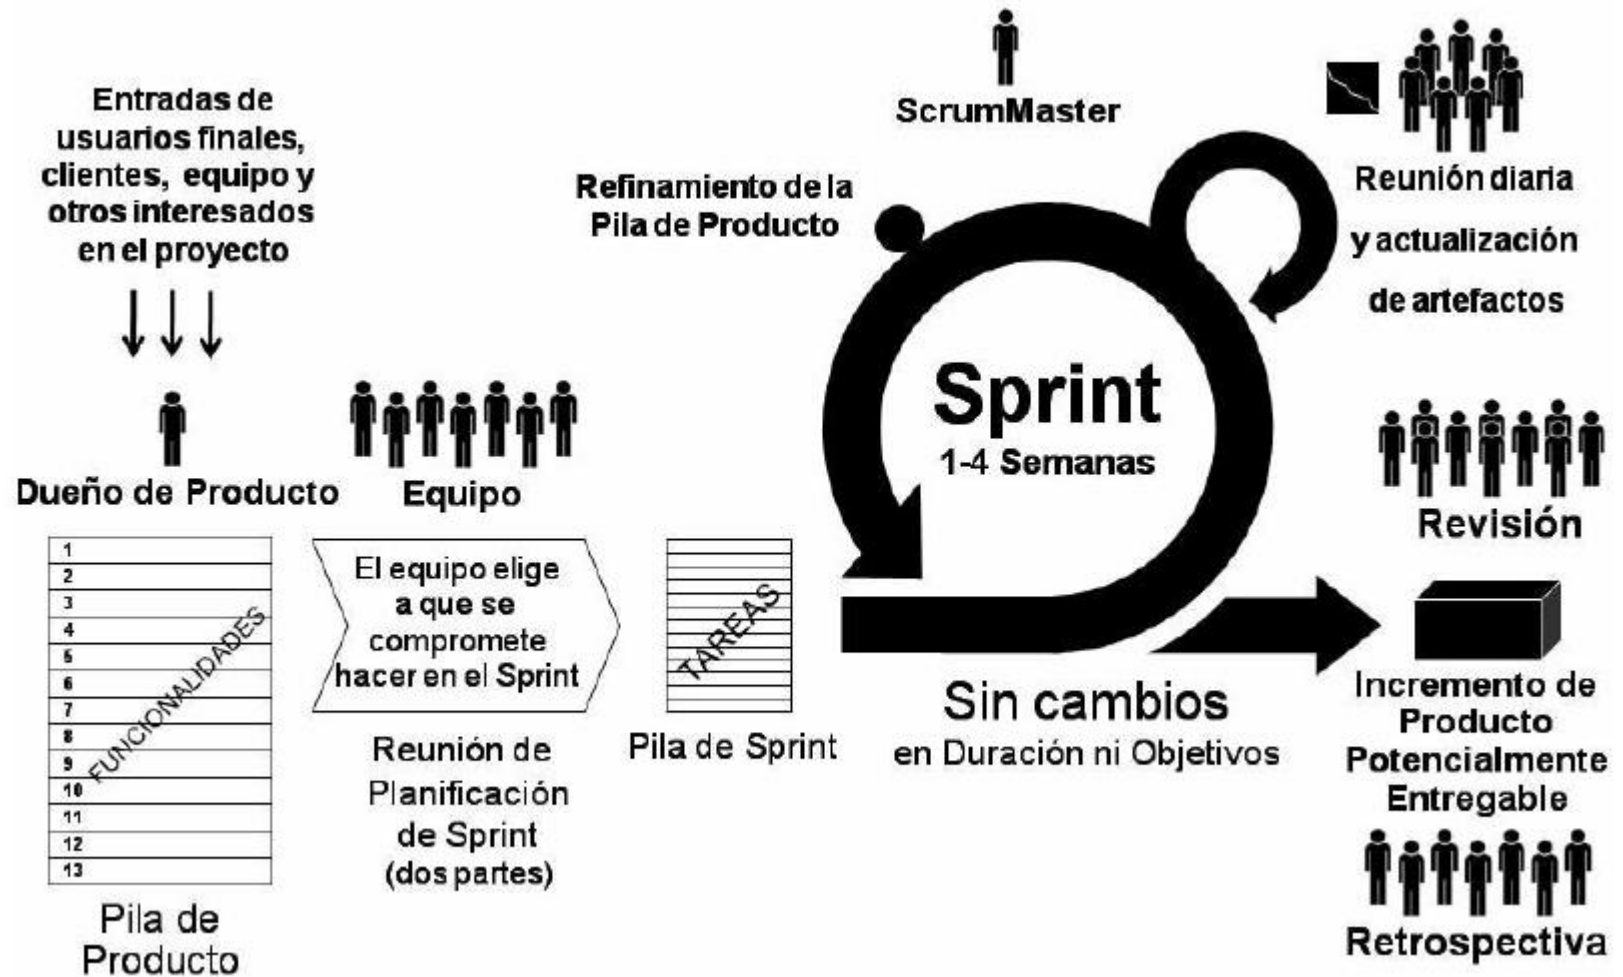 Entradas de
usuarios finales,
clientes, equipo y
otros interesados
en el proyecto
Dueño de Producto
1
2
3
4
5
6
7
8
9
10
11
12
13
FUNCIONALIDADES
Pila de
Producto
Equipo
El equipo elige
a que se
compromete
hacer en el Sprint
Reunión de
Planificación
de Sprint
(dos partes)
TAREAS
Pila de Sprint
ScrumMaster
Refinamiento de la
Pila de Producto
Sprint
1-4 Semanas
Sin cambios
en Duración ni Objetivos
Reunión diaria
y actualización
de artefactos
Revisión
Incremento de
Producto
Potencialmente
Entregable
Retrospectiva